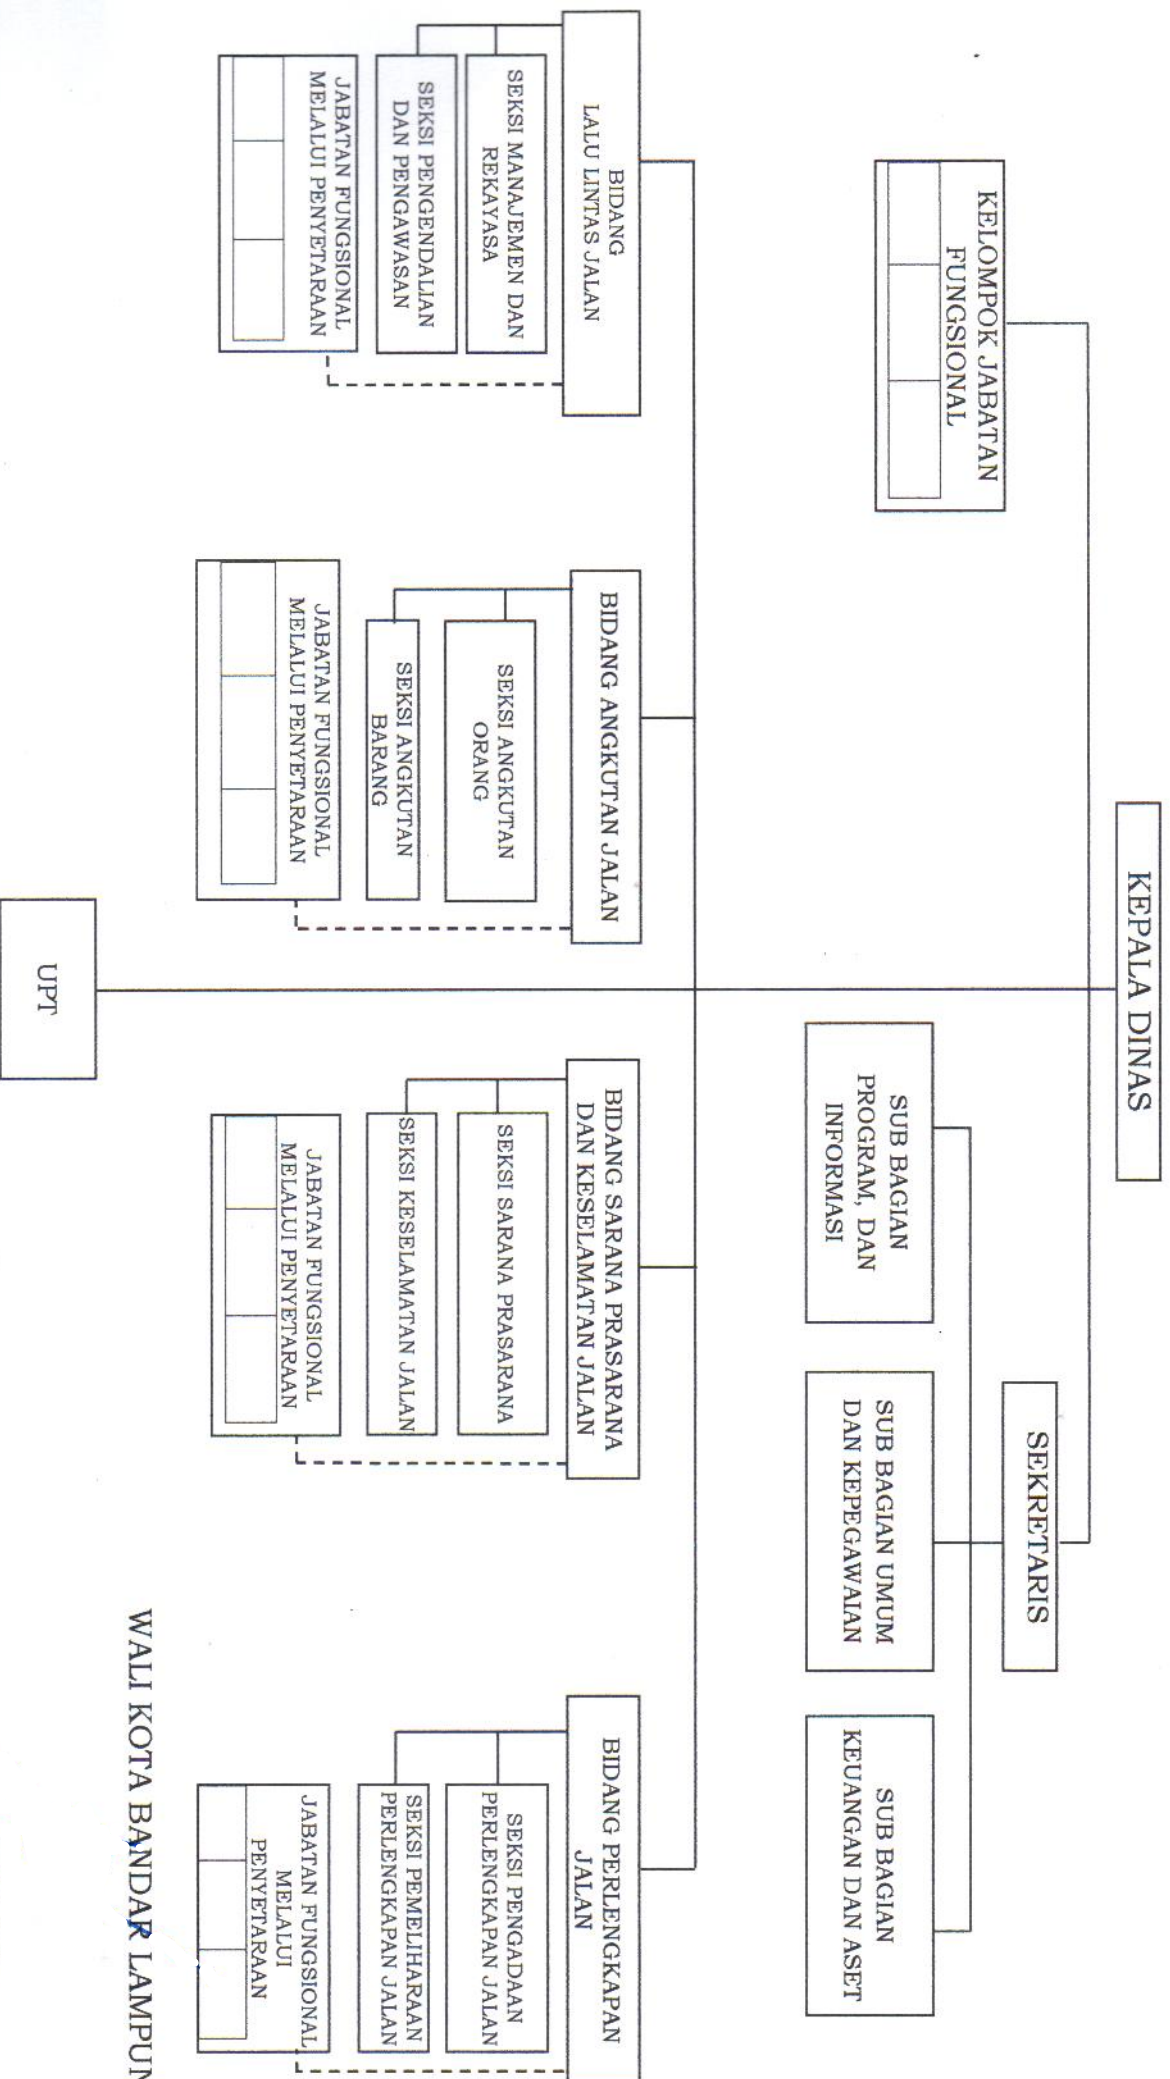 KEPALA DINAS
KELOMPOK JABATAN
FUNGSIONAL
SEKRETARIS
SUB BAGIAN
PROGRAM, DAN
INFORMASI
SUB BAGIAN UMUM
DAN KEPEGAWAIAN
SUB BAGIAN
KEUANGAN DAN ASET
BIDANG
LALU LINTAS JALAN
SEKSI MANAJEMEN DAN
REKAYASA
SEKSI PENGENDALIAN
DAN PENGAWASAN
JABATAN FUNGSIONAL
MELALUI PENYETARAAN
BIDANG ANGKUTAN JALAN
SEKSI ANGKUTAN
ORANG
SEKSI ANGKUTAN
BARANG
JABATAN FUNGSIONAL
MELALUI PENYETARAAN
BIDANG SARANA PRASARANA
DAN KESELAMATAN JALAN
SEKSI SARANA PRASARANA
SEKSI KESELAMATAN JALAN
JABATAN FUNGSIONAL
MELALUI PENYETARAAN
BIDANG PERLENGKAPAN
JALAN
SEKSI PENGADAAN
PERLENGKAPAN JALAN
SEKSI PEMELIHARAAN
PERLENGKAPAN JALAN
JABATAN FUNGSIONAL
MELALUI
PENYETARAAN
UPT
WALI KOTA BANDAR LAMPUN